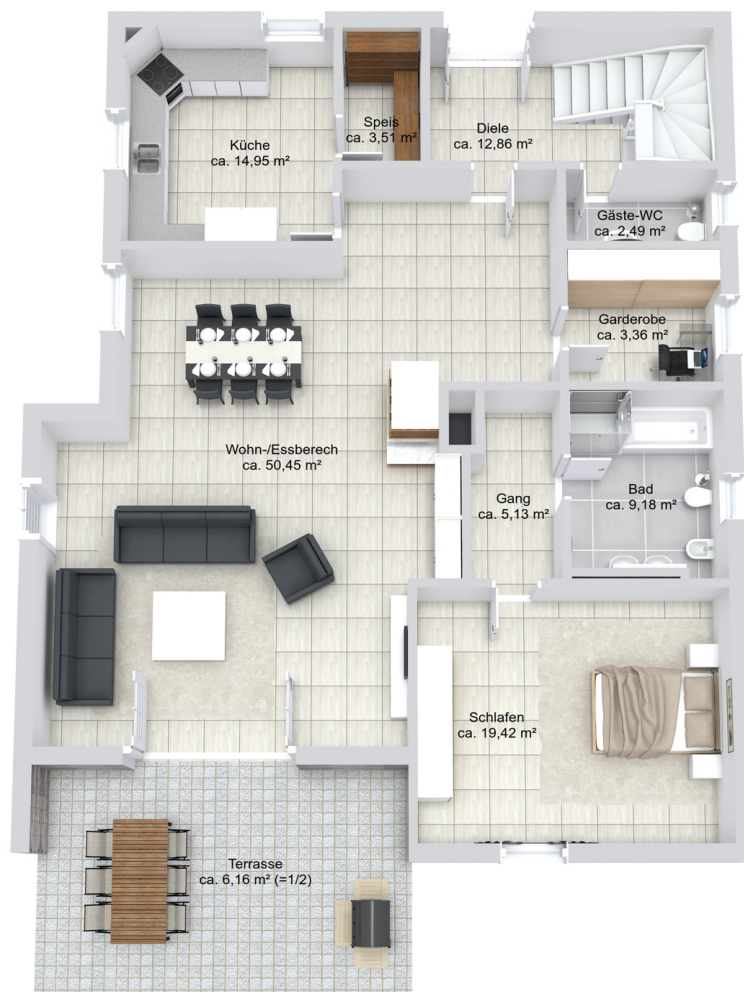 Küche
ca. 14,95 m²
Speis
ca. 3,51 m²
Diele
ca. 12,86 m²
Gäste-WC
ca. 2,49 m²
Garderobe
ca. 3,36 m²
Wohn-/Essberech
ca. 50,45 m²
Gang
ca. 5,13 m²
Bad
ca. 9,18 m²
Schlafen
ca. 19,42 m²
Terrasse
ca. 6,16 m² (=1/2)